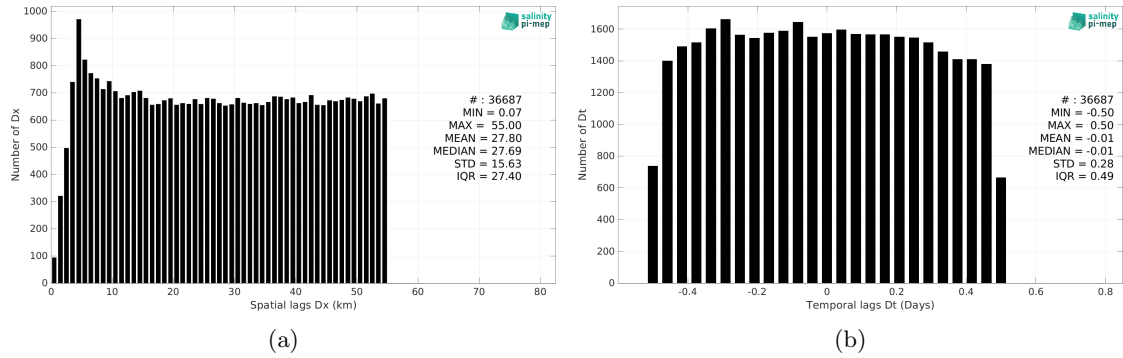 1000
900
800
700
600
500
400
300
200
100
0
Number of Dx
0 10 20 30 40 50 60 70 80
Spatial lags Dx (km)
salinity
pi-mep
# : 36687
MIN = 0.07
MAX = 55.00
MEAN = 27.80
MEDIAN = 27.69
STD = 15.63
IQR = 27.40
(a)
1600
1400
1200
1000
800
600
400
200
0
Number of Dt
-0.4 -0.2 0 0.2 0.4 0.6 0.8
Temporal lags Dt (Days)
salinity
pi-mep
# : 36687
MIN = -0.50
MAX = 0.50
MEAN = -0.01
MEDIAN = -0.01
STD = 0.28
IQR = 0.49
(b)